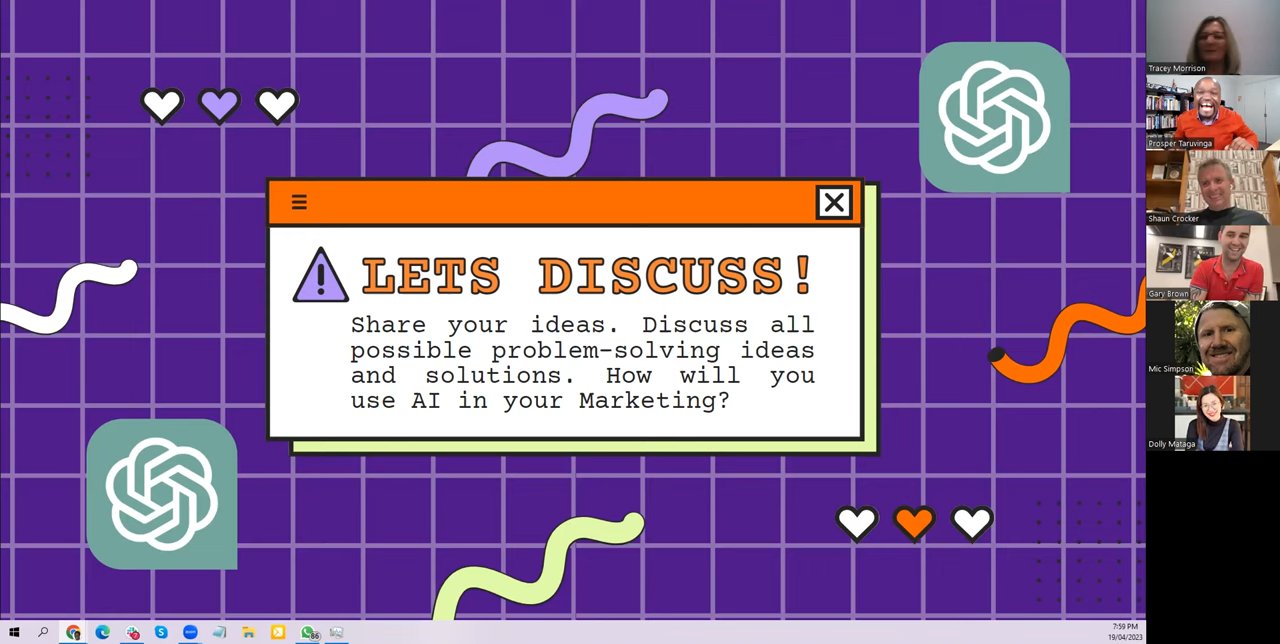 LETS DISCUSS!
Share your ideas. Discuss all
possible problem-solving ideas
and solutions. How will you
use AI in your Marketing?
Tracey Morrison
Prosper Taruvinga
Shaun Crocker
Gary Brown
Mic Simpson
Dolly Mataga
86
7:59 PM
19/04/2023